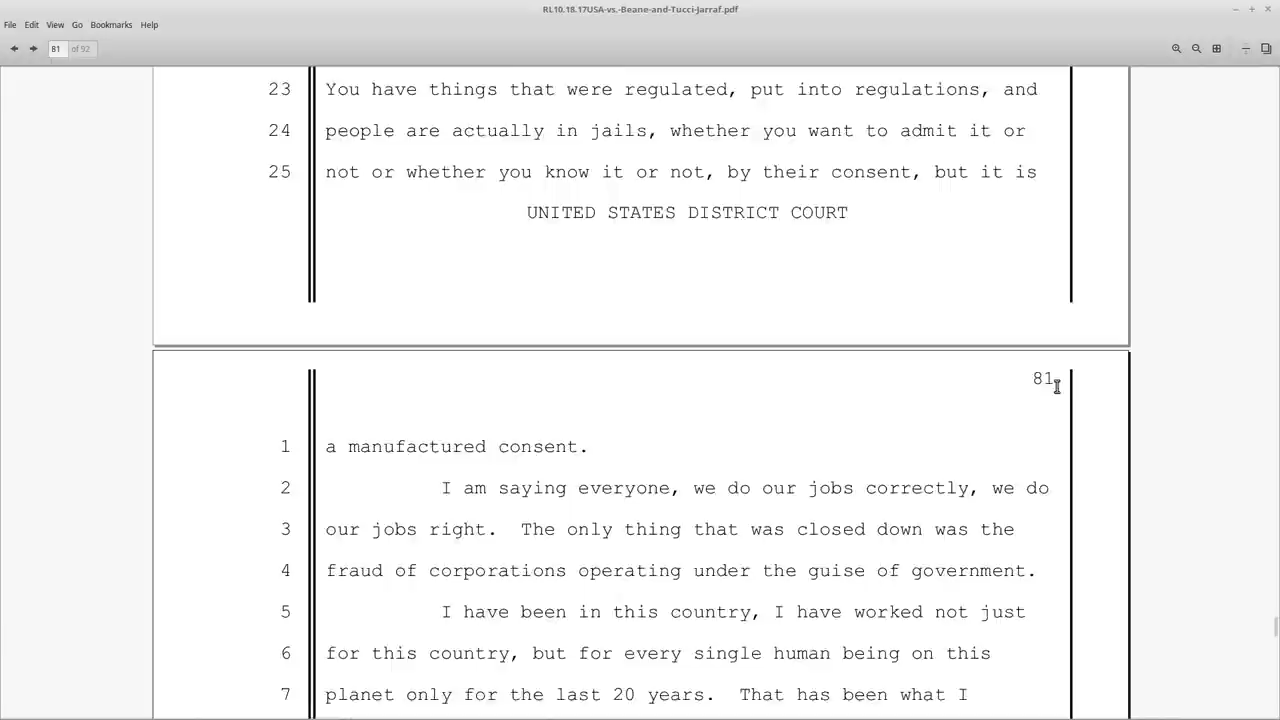 RL10.18.17USA-vs.-Beane-and-Tucci-Jarraf.pdf
File Edit View Go Bookmarks Help
81 of 92
23 You have things that were regulated, put into regulations, and
24 people are actually in jails, whether you want to admit it or
25 not or whether you know it or not, by their consent, but it is
UNITED STATES DISTRICT COURT
81
1 a manufactured consent.
2 I am saying everyone, we do our jobs correctly, we do
3 our jobs right. The only thing that was closed down was the
4 fraud of corporations operating under the guise of government.
5 I have been in this country, I have worked not just
6 for this country, but for every single human being on this
7 planet only for the last 20 years. That has been what I